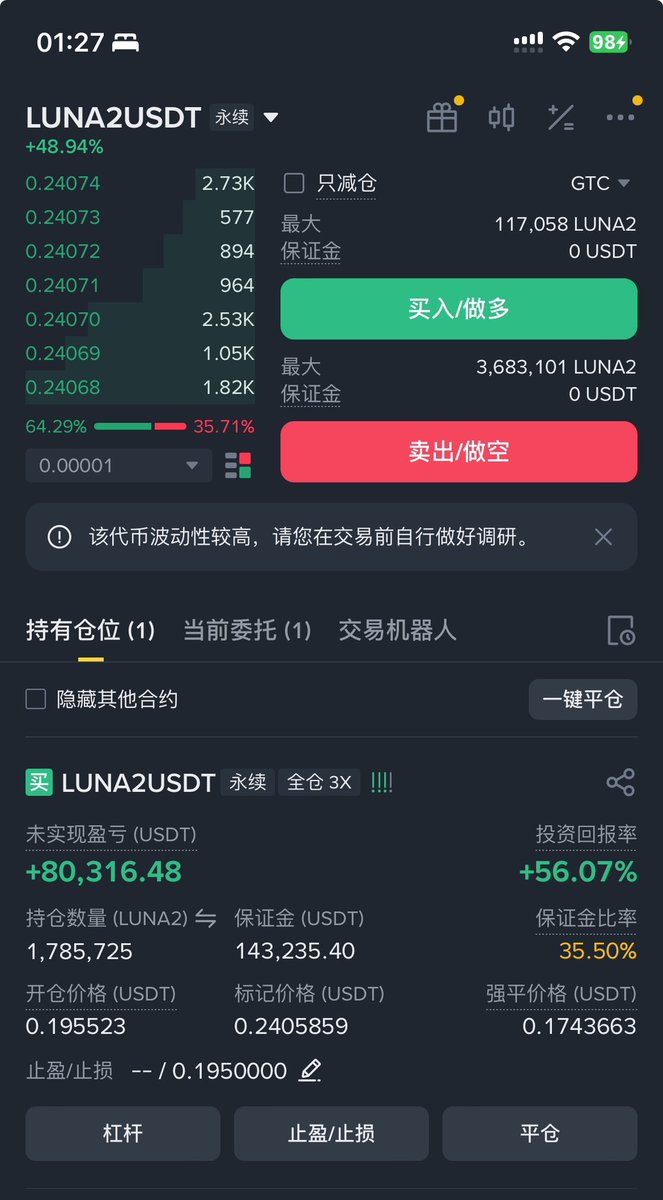 01:27
98
LUNA2USDT 永续
+48.94%
0.24074 2.73K
0.24073 577
0.24072 894
0.24071 964
0.24070 2.53K
0.24069 1.05K
0.24068 1.82K
64.29% 35.71%
0.00001
只减仓 GTC
最大 117,058 LUNA2
保证金 0 USDT
买入/做多
最大 3,683,101 LUNA2
保证金 0 USDT
卖出/做空
该代币波动性较高，请您在交易前自行做好调研。
持有仓位 (1) 当前委托 (1) 交易机器人
隐藏其他合约 一键平仓
买 LUNA2USDT 永续 全仓 3X !!!!
未实现盈亏 (USDT) 投资回报率
+80,316.48 +56.07%
持仓数量 (LUNA2) 保证金 (USDT) 保证金比率
1,785,725 143,235.40 35.50%
开仓价格 (USDT) 标记价格 (USDT) 强平价格 (USDT)
0.195523 0.2405859 0.1743663
止盈/止损 -- / 0.1950000
杠杆 止盈/止损 平仓